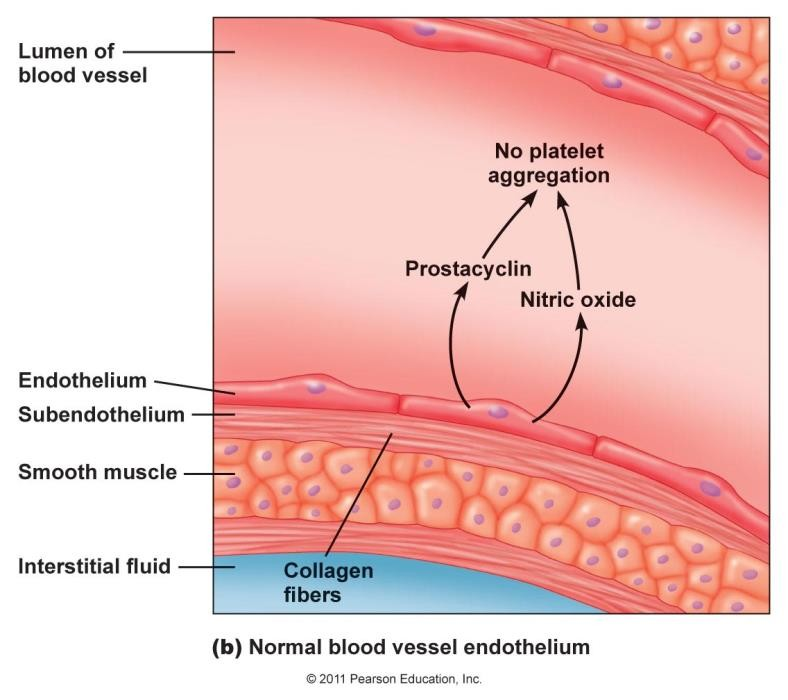 Lumen of
blood vessel
No platelet
aggregation
Prostacyclin
Nitric oxide
Endothelium
Subendothelium
Smooth muscle
Interstitial fluid
Collagen
fibers
(b) Normal blood vessel endothelium
© 2011 Pearson Education, Inc.